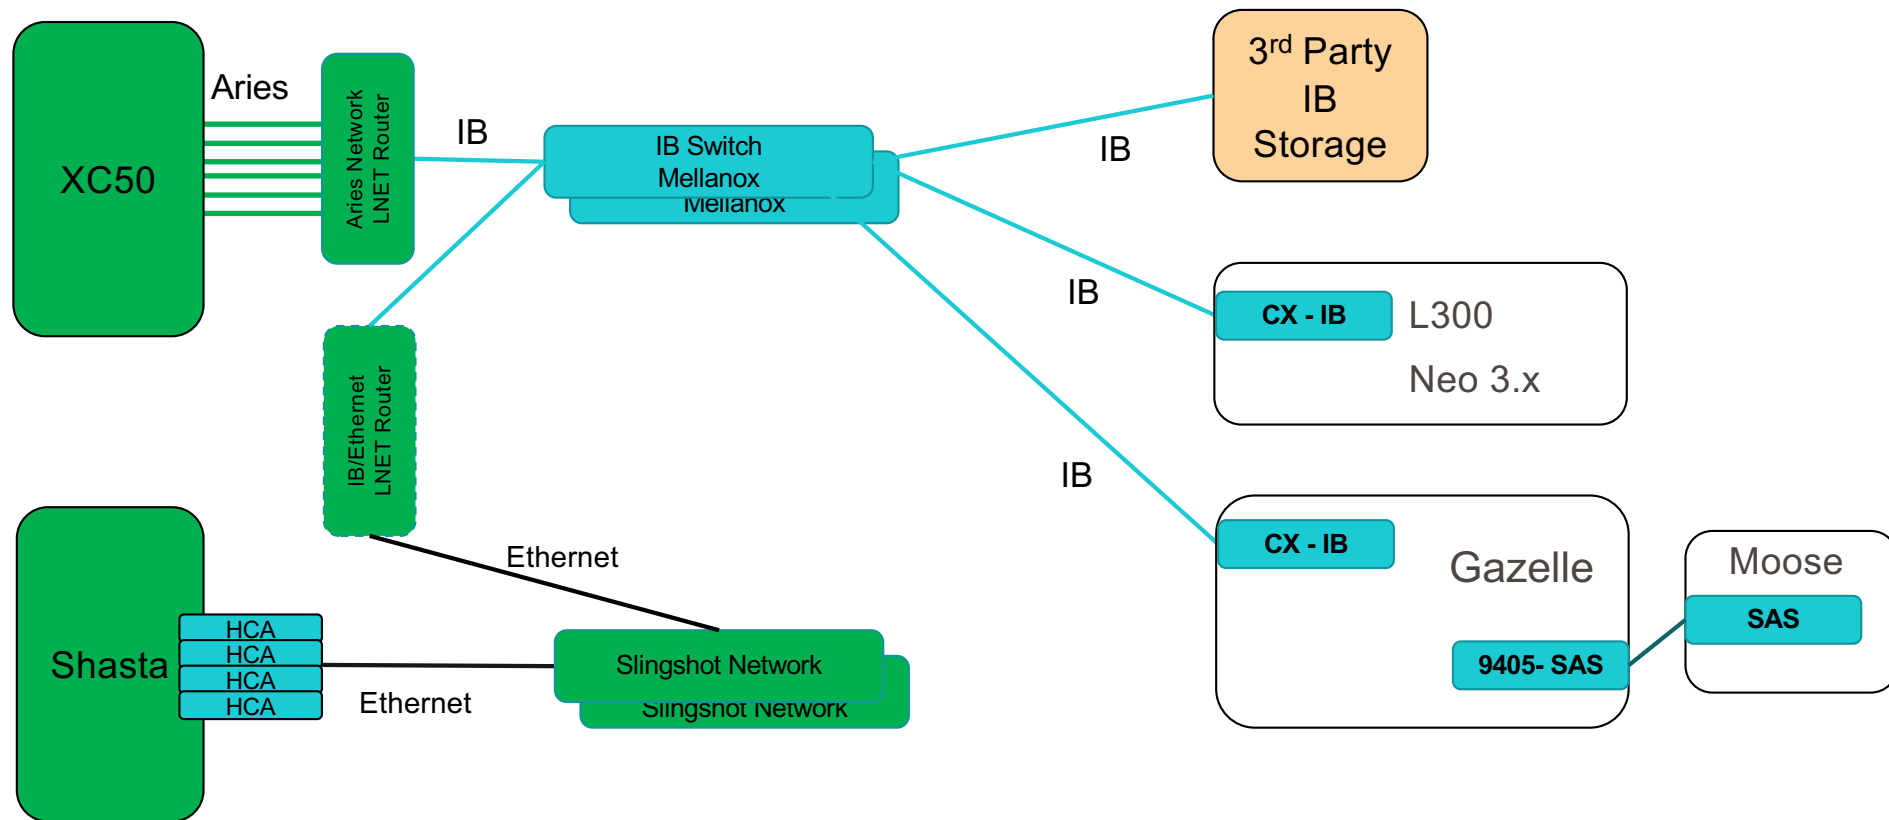 XC50
Aries
Aries Network
LNET Router
IB
IB Switch
Mellanox
Mellanox
IB
3rd Party
IB
Storage
IB
CX - IB
L300
Neo 3.x
IB/Ethernet
LNET Router
IB
CX - IB
Gazelle
9405- SAS
Moose
SAS
Ethernet
Shasta
HCA
HCA
HCA
HCA
Ethernet
Slingshot Network
Slingshot Network